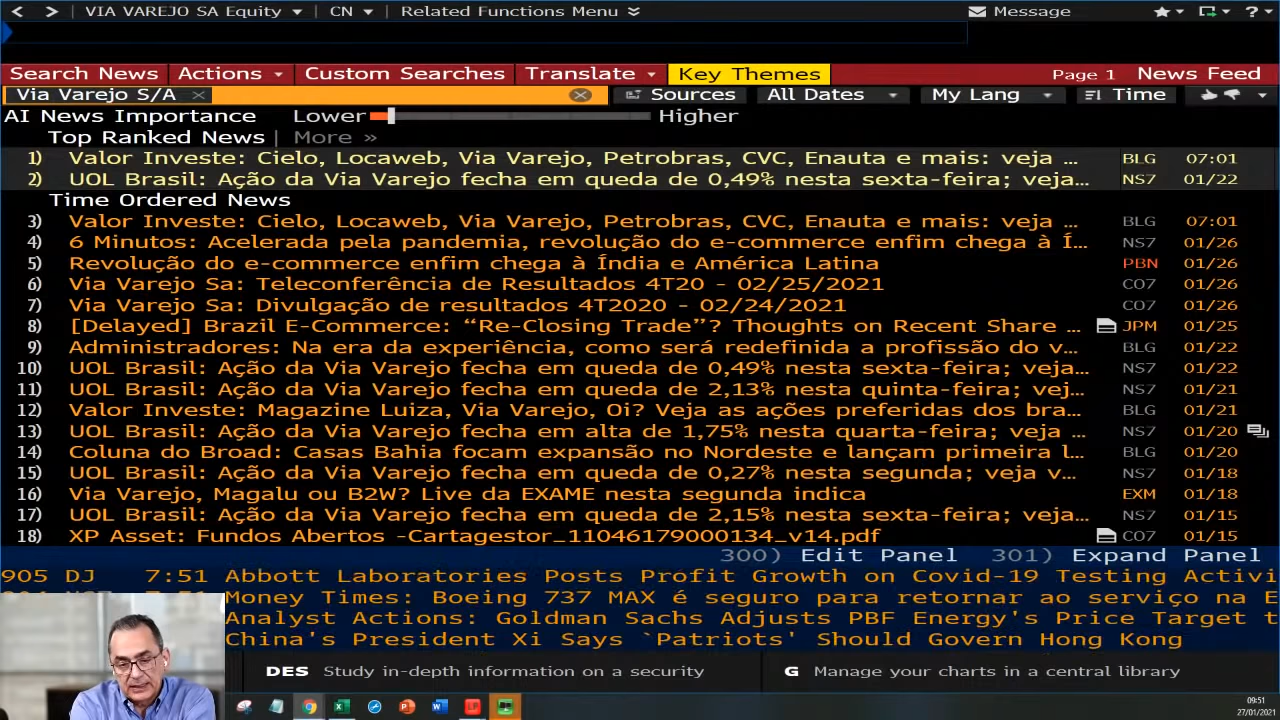 < > VIA VAREJO SA Equity CN Related Functions Menu Message ?
Search News Actions Custom Searches Translate Key Themes Page 1 News Feed
Via Varejo S/A Sources All Dates My Lang Time
AI News Importance Lower Higher
Top Ranked News | More »
1) Valor Investe: Cielo, Locaweb, Via Varejo, Petrobras, CVC, Enauta e mais: veja … BLG 07:01
2) UOL Brasil: Ação da Via Varejo fecha em queda de 0,49% nesta sexta-feira; veja… NS7 01/22
Time Ordered News
3) Valor Investe: Cielo, Locaweb, Via Varejo, Petrobras, CVC, Enauta e mais: veja … BLG 07:01
4) 6 Minutos: Acelerada pela pandemia, revolução do e-commerce enfim chega à Í… NS7 01/26
5) Revolução do e-commerce enfim chega à Índia e América Latina PBN 01/26
6) Via Varejo Sa: Teleconferência de Resultados 4T20 - 02/25/2021 CO7 01/26
7) Via Varejo Sa: Divulgação de resultados 4T2020 - 02/24/2021 CO7 01/26
8) [Delayed] Brazil E-Commerce: “Re-Closing Trade”? Thoughts on Recent Share … JPM 01/25
9) Administradores: Na era da experiência, como será redefinida a profissão do v… BLG 01/22
10) UOL Brasil: Ação da Via Varejo fecha em queda de 0,49% nesta sexta-feira; veja… NS7 01/22
11) UOL Brasil: Ação da Via Varejo fecha em queda de 2,13% nesta quinta-feira; vej… NS7 01/21
12) Valor Investe: Magazine Luiza, Via Varejo, Oi? Veja as ações preferidas dos bra… BLG 01/21
13) UOL Brasil: Ação da Via Varejo fecha em alta de 1,75% nesta quarta-feira; veja … NS7 01/20
14) Coluna do Broad: Casas Bahia focam expansão no Nordeste e lançam primeira l… BLG 01/20
15) UOL Brasil: Ação da Via Varejo fecha em queda de 0,27% nesta segunda; veja v… NS7 01/18
16) Via Varejo, Magalu ou B2W? Live da EXAME nesta segunda indica EXM 01/18
17) UOL Brasil: Ação da Via Varejo fecha em queda de 2,15% nesta sexta-feira; veja… NS7 01/15
18) XP Asset: Fundos Abertos -Cartagestor_11046179000134_v14.pdf CO7 01/15
300) Edit Panel 301) Expand Panel
905 DJ 7:51 Abbott Laboratories Posts Profit Growth on Covid-19 Testing Activi
Money Times: Boeing 737 MAX é seguro para retornar ao serviço na E
Analyst Actions: Goldman Sachs Adjusts PBF Energy's Price Target t
China's President Xi Says `Patriots' Should Govern Hong Kong
DES Study in-depth information on a security G Manage your charts in a central library
09:51
27/01/2021